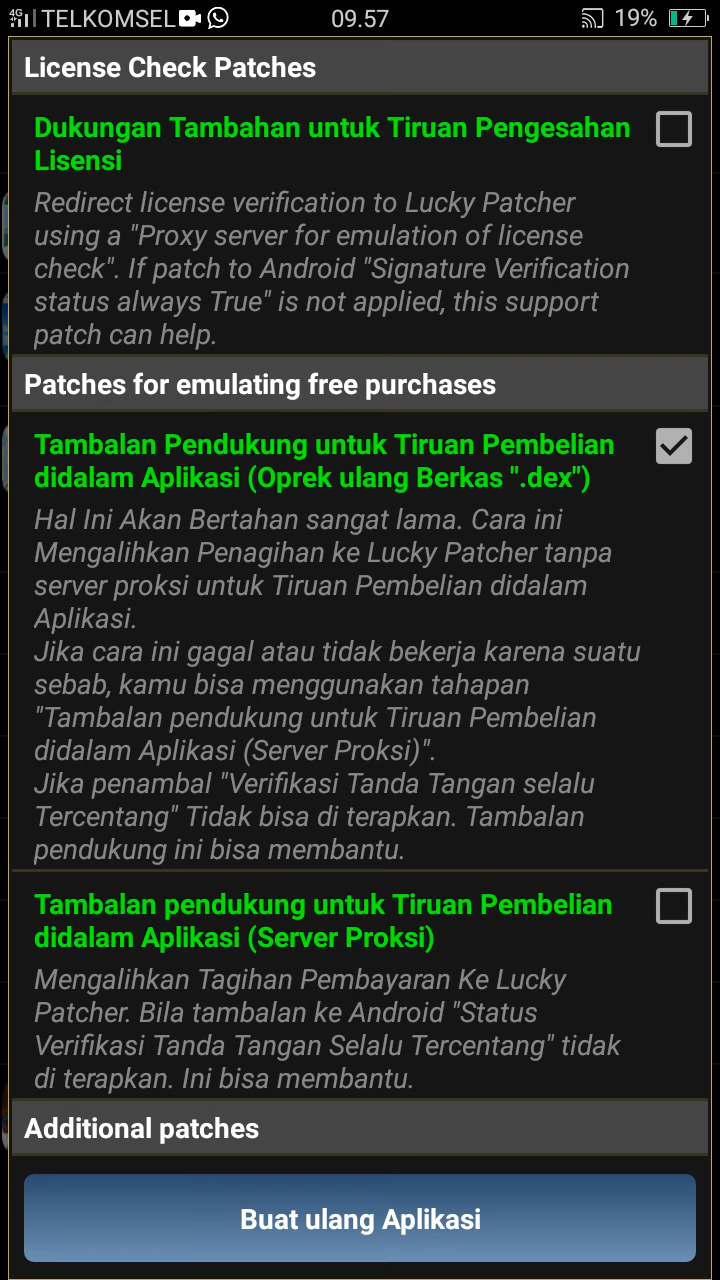 4G TELKOMSEL 09.57 19%
License Check Patches
Dukungan Tambahan untuk Tiruan Pengesahan
Lisensi
Redirect license verification to Lucky Patcher
using a "Proxy server for emulation of license
check". If patch to Android "Signature Verification
status always True" is not applied, this support
patch can help.
Patches for emulating free purchases
Tambalan Pendukung untuk Tiruan Pembelian
didalam Aplikasi (Oprek ulang Berkas ".dex")
Hal Ini Akan Bertahan sangat lama. Cara ini
Mengalihkan Penagihan ke Lucky Patcher tanpa
server proksi untuk Tiruan Pembelian didalam
Aplikasi.
Jika cara ini gagal atau tidak bekerja karena suatu
sebab, kamu bisa menggunakan tahapan
"Tambalan pendukung untuk Tiruan Pembelian
didalam Aplikasi (Server Proksi)".
Jika penambal "Verifikasi Tanda Tangan selalu
Tercentang" Tidak bisa di terapkan. Tambalan
pendukung ini bisa membantu.
Tambalan pendukung untuk Tiruan Pembelian
didalam Aplikasi (Server Proksi)
Mengalihkan Tagihan Pembayaran Ke Lucky
Patcher. Bila tambalan ke Android "Status
Verifikasi Tanda Tangan Selalu Tercentang" tidak
di terapkan. Ini bisa membantu.
Additional patches
Buat ulang Aplikasi